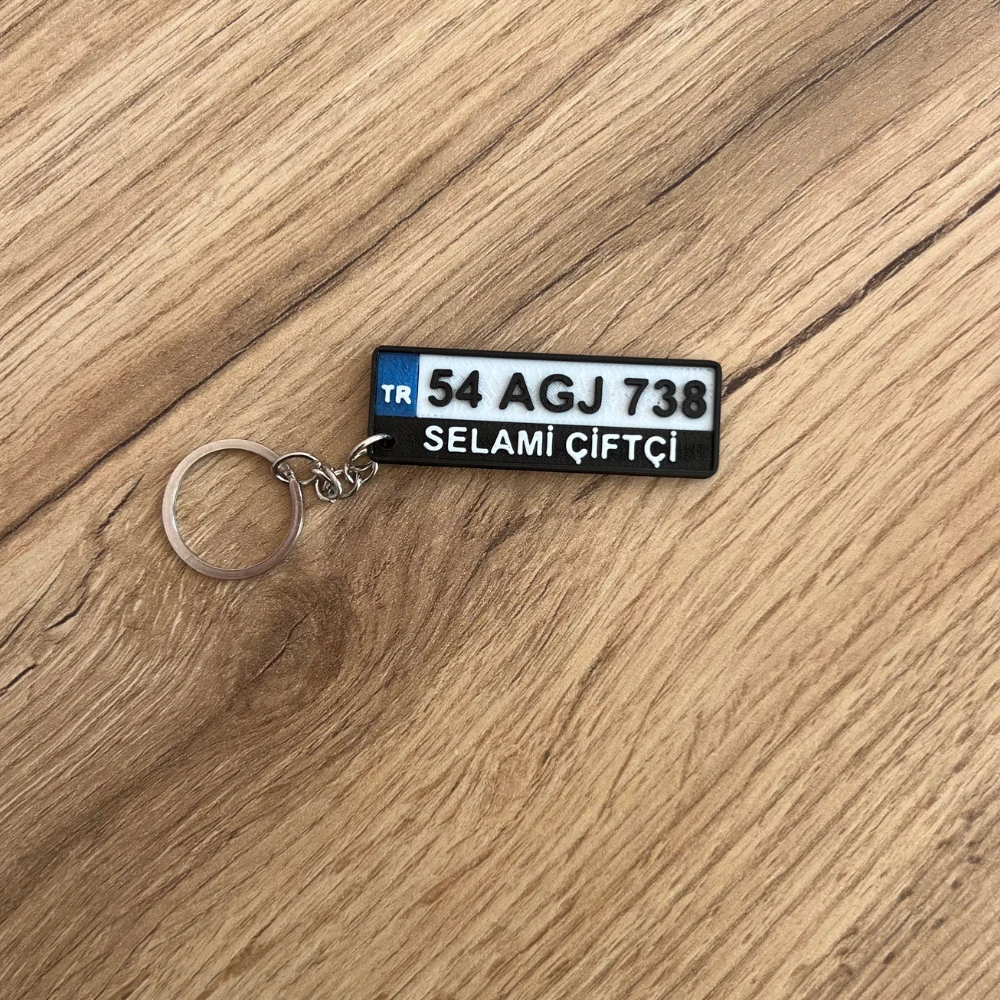 TR 54 AGJ 738
SELAMİ ÇİFTÇİ